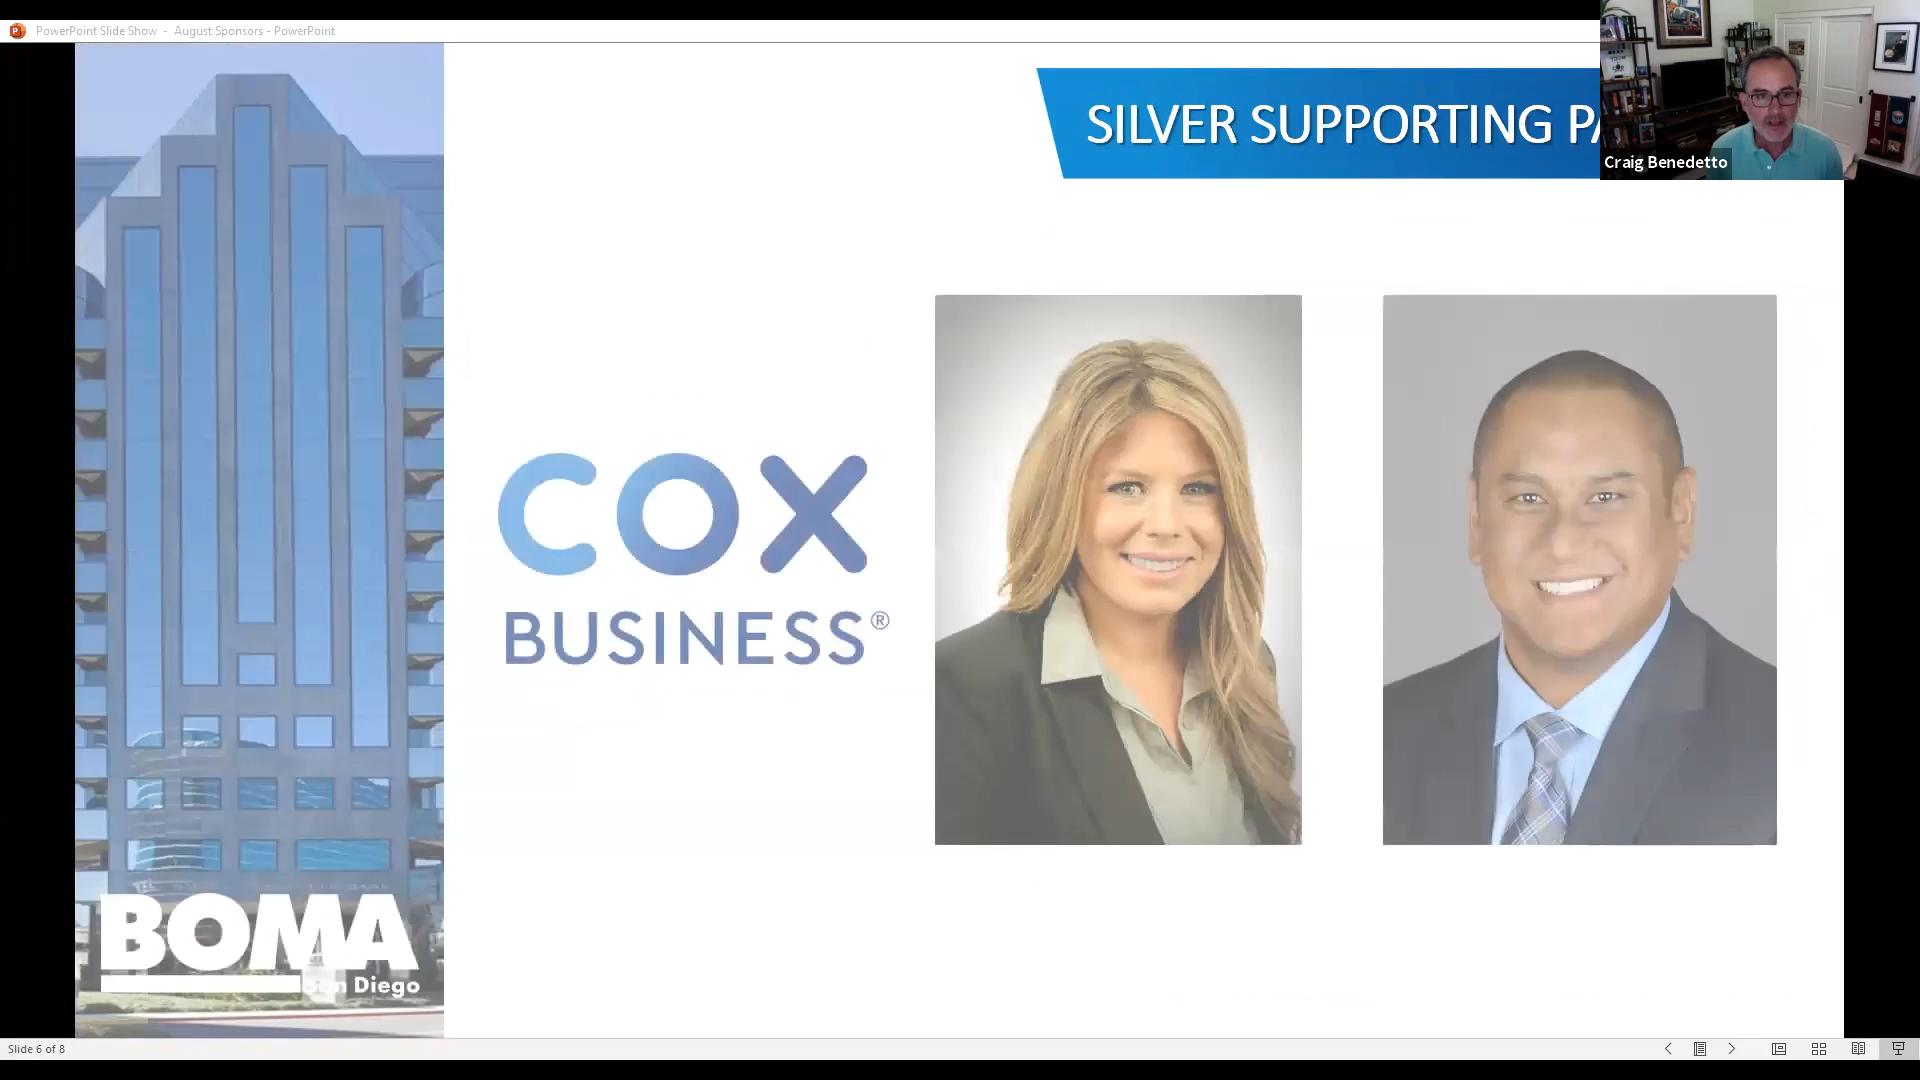 PowerPoint Slide Show - August Sponsors - PowerPoint
SILVER SUPPORTING PA
Craig Benedetto
COX
BUSINESS®
BOMA
San Diego
Slide 6 of 8